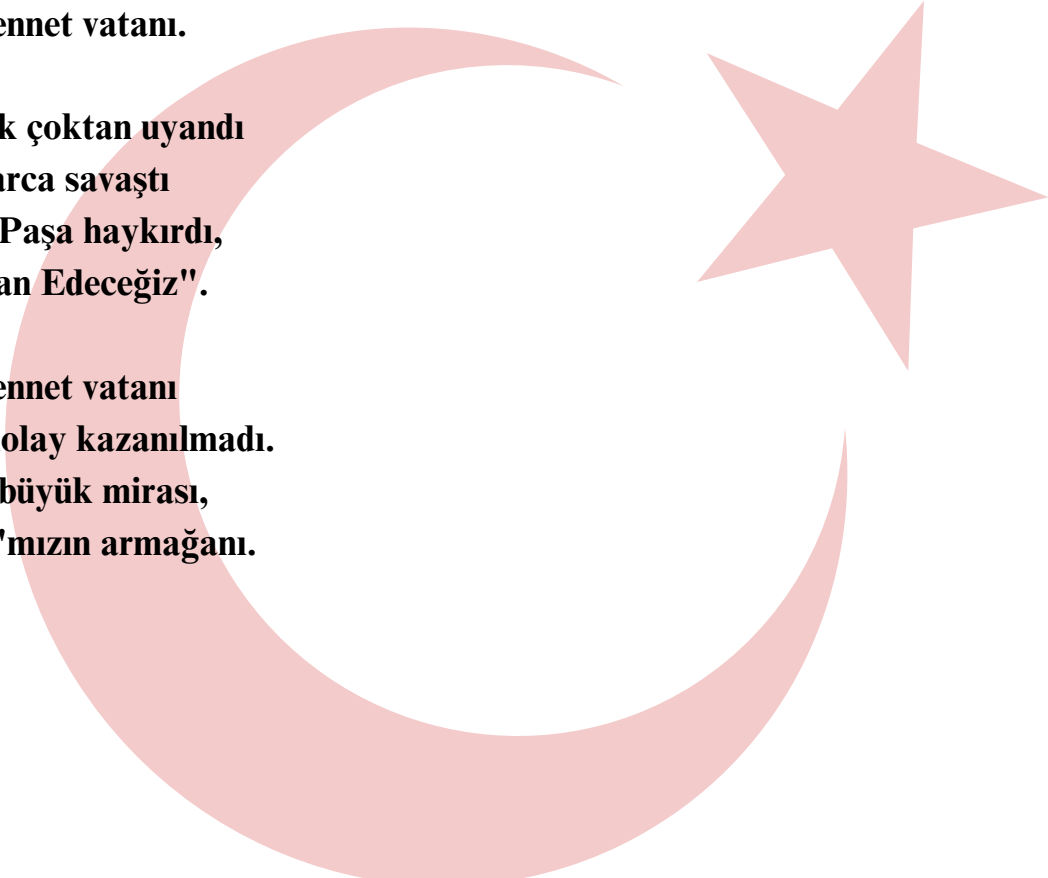 ennet vatanı.
k çoktan uyandı
arca savaştı
Paşa haykırdı,
an Edeceğiz".
ennet vatanı
olay kazanılmadı.
büyük mirası,
'mızın armağanı.